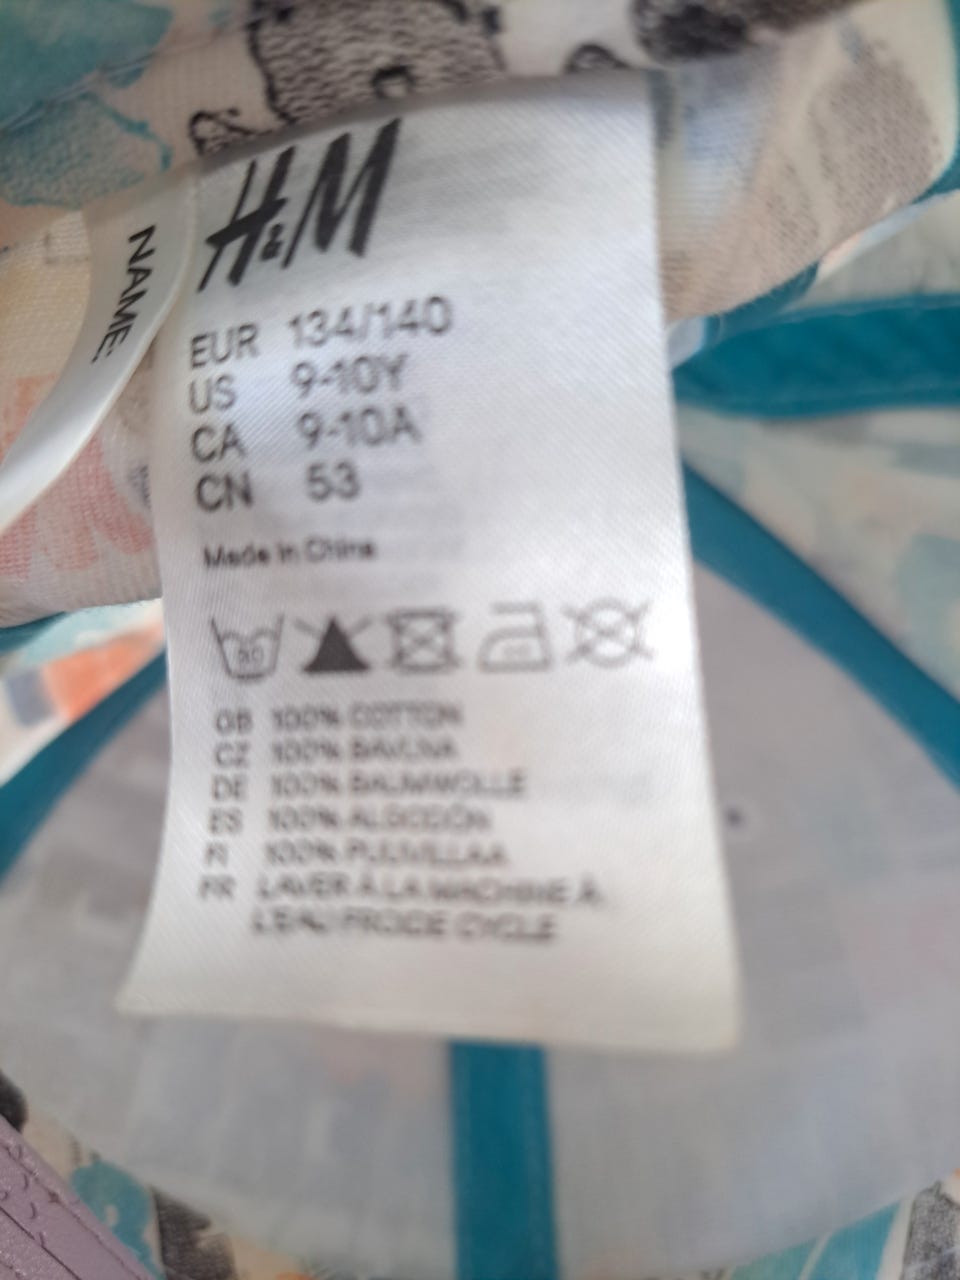 H&M
NAME:
EUR 134/140
US 9-10Y
CA 9-10A
CN 53
Made in China
30
GB 100% COTTON
CZ 100% BAVLNA
DE 100% BAUMWOLLE
ES 100% ALGODÓN
FI 100% PUUVILLAA
FR LAVER À LA MACHINE À
L'EAU FROIDE CYCLE